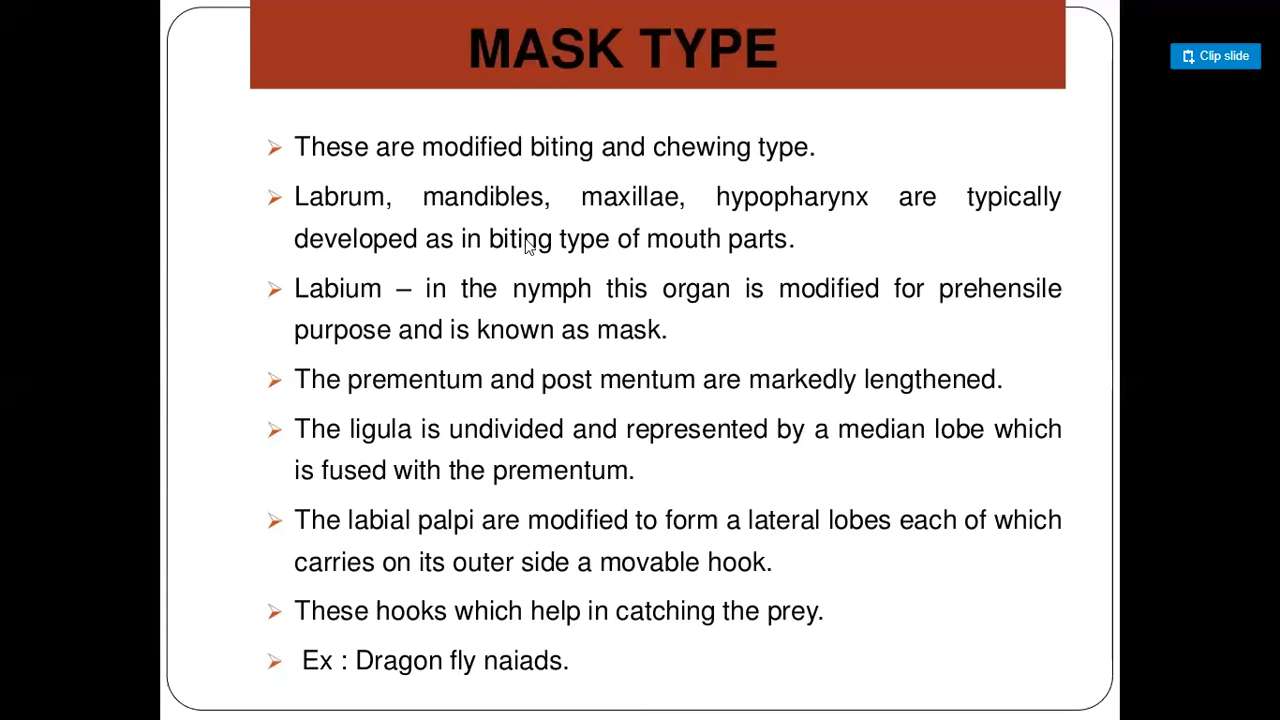 MASK TYPE
Clip slide
These are modified biting and chewing type.
Labrum, mandibles, maxillae, hypopharynx are typically
developed as in biting type of mouth parts.
Labium – in the nymph this organ is modified for prehensile
purpose and is known as mask.
The prementum and post mentum are markedly lengthened.
The ligula is undivided and represented by a median lobe which
is fused with the prementum.
The labial palpi are modified to form a lateral lobes each of which
carries on its outer side a movable hook.
These hooks which help in catching the prey.
Ex : Dragon fly naiads.